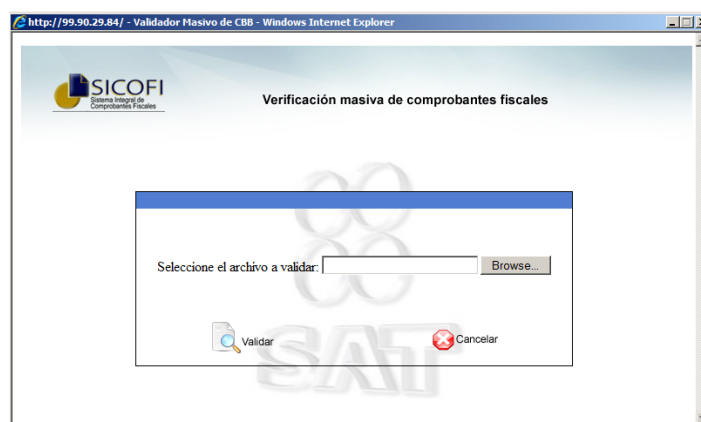 http://99.90.29.84/ - Validador Masivo de CBB - Windows Internet Explorer
SICOFI
Sistema Integral de
Comprobantes Fiscales
Verificación masiva de comprobantes fiscales
Seleccione el archivo a validar:
Browse...
Validar
Cancelar
SAT